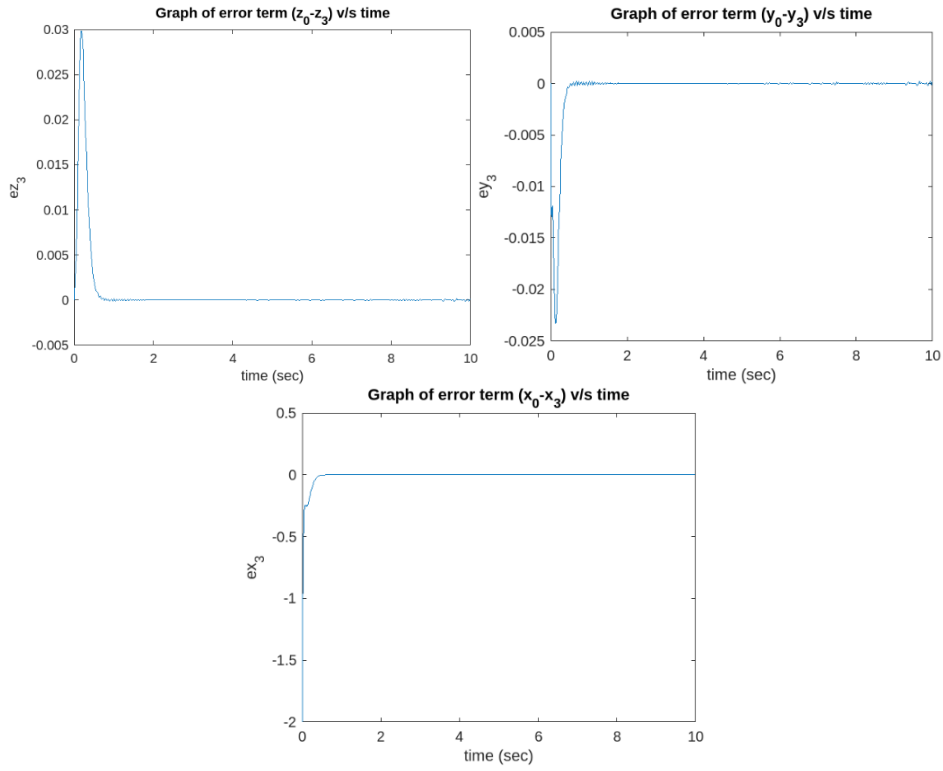 Graph of error term (z₀-z₃) v/s time
0.03
0.025
0.02
0.015
0.01
0.005
0
-0.005
ez₃
0 2 4 6 8 10
time (sec)
Graph of error term (y₀-y₃) v/s time
0.005
0
-0.005
-0.01
-0.015
-0.02
-0.025
ey₃
0 2 4 6 8 10
time (sec)
Graph of error term (x₀-x₃) v/s time
0.5
0
-0.5
-1
-1.5
-2
ex₃
0 2 4 6 8 10
time (sec)